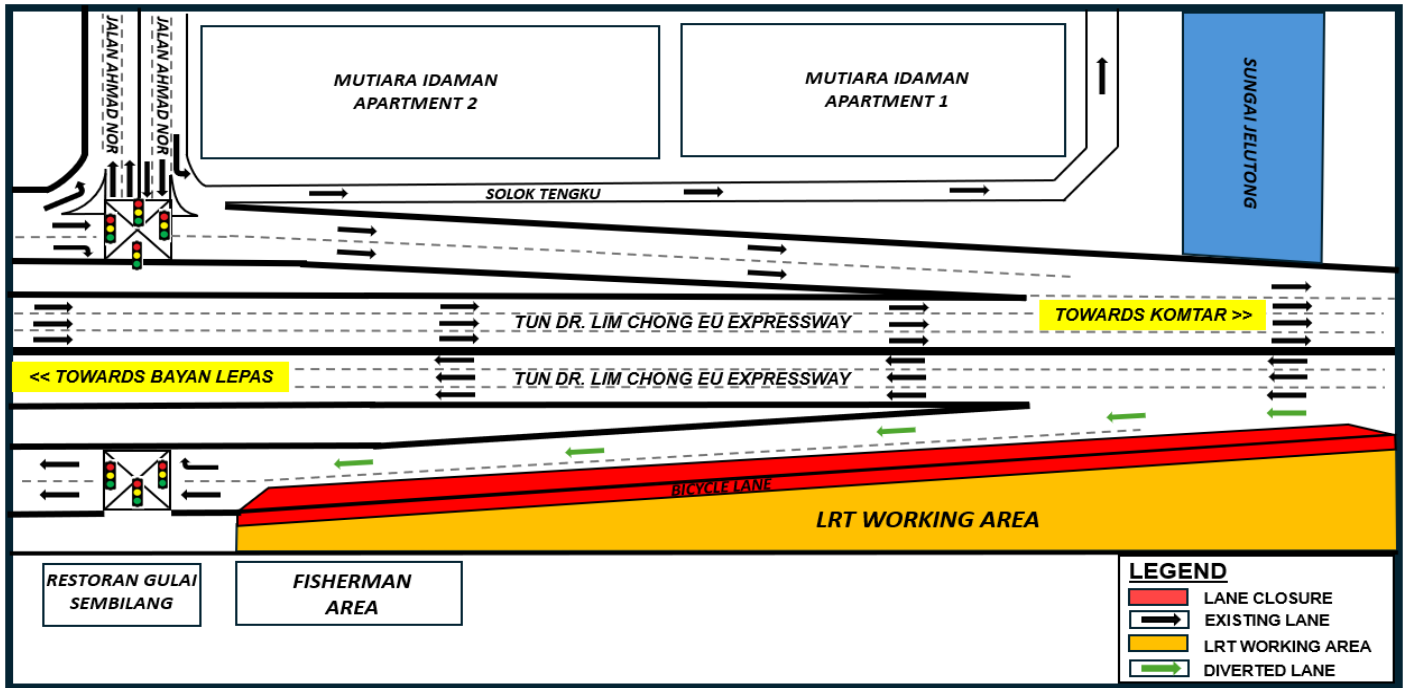 JALAN AHMAD NOR
JALAN AHMAD NOR
MUTIARA IDAMAN
APARTMENT 2
MUTIARA IDAMAN
APARTMENT 1
SUNGAI JELUTONG
SOLOK TENGKU
TUN DR. LIM CHONG EU EXPRESSWAY
TOWARDS KOMTAR >>
<< TOWARDS BAYAN LEPAS
TUN DR. LIM CHONG EU EXPRESSWAY
BICYCLE LANE
LRT WORKING AREA
RESTORAN GULAI
SEMBILANG
FISHERMAN
AREA
LEGEND
LANE CLOSURE
EXISTING LANE
LRT WORKING AREA
DIVERTED LANE